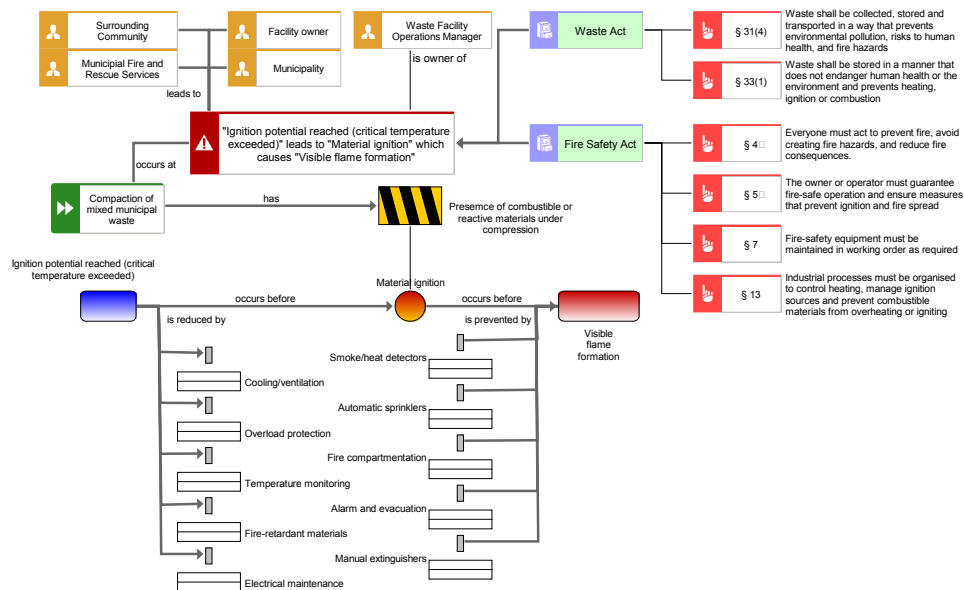 Surrounding
Community
Facility owner
Waste Facility
Operations Manager
Municipial Fire and
Rescue Services
Municipality
is owner of
leads to
"Ignition potential reached (critical temperature
exceeded)" leads to "Material ignition" which
causes "Visible flame formation"
occurs at
Compaction of
mixed municipal
waste
has
Presemce of combustible or
reactive materials under
compression
Waste Act
§ 31(4)
Waste shall be collected, stored and
transported in a way that prevents
environmental pollution, risks to human
health, and fire hazards
§ 33(1)
Waste shall be stored in a manner that
does not endanger human health or the
environment and prevents heating,
ignition or combustion
Fire Safety Act
§ 4
Everyone must act to prevent fire, avoid
creating fire hazards, and reduce fire
consequences.
§ 5
The owner or operator must guarantee
fire-safe operation and ensure measures
that prevent ignition and fire spread
§ 7
Fire-safety equipment must be
maintained in working order as required
§ 13
Industrial processes must be organised
to control heating, manage ignition
sources and prevent combustible
materials from overheating or igniting
Ignition potential reached (critical
temperature exceeded)
Material ignition
occurs before
occurs before
is reduced by
is prevented by
Visible
flame
formation
Cooling/ventilation
Overload protection
Temperature monitoring
Fire-retardant materials
Electrical maintenance
Smoke/heat detectors
Automatic sprinklers
Fire compartmentation
Alarm and evacuation
Manual extinguishers